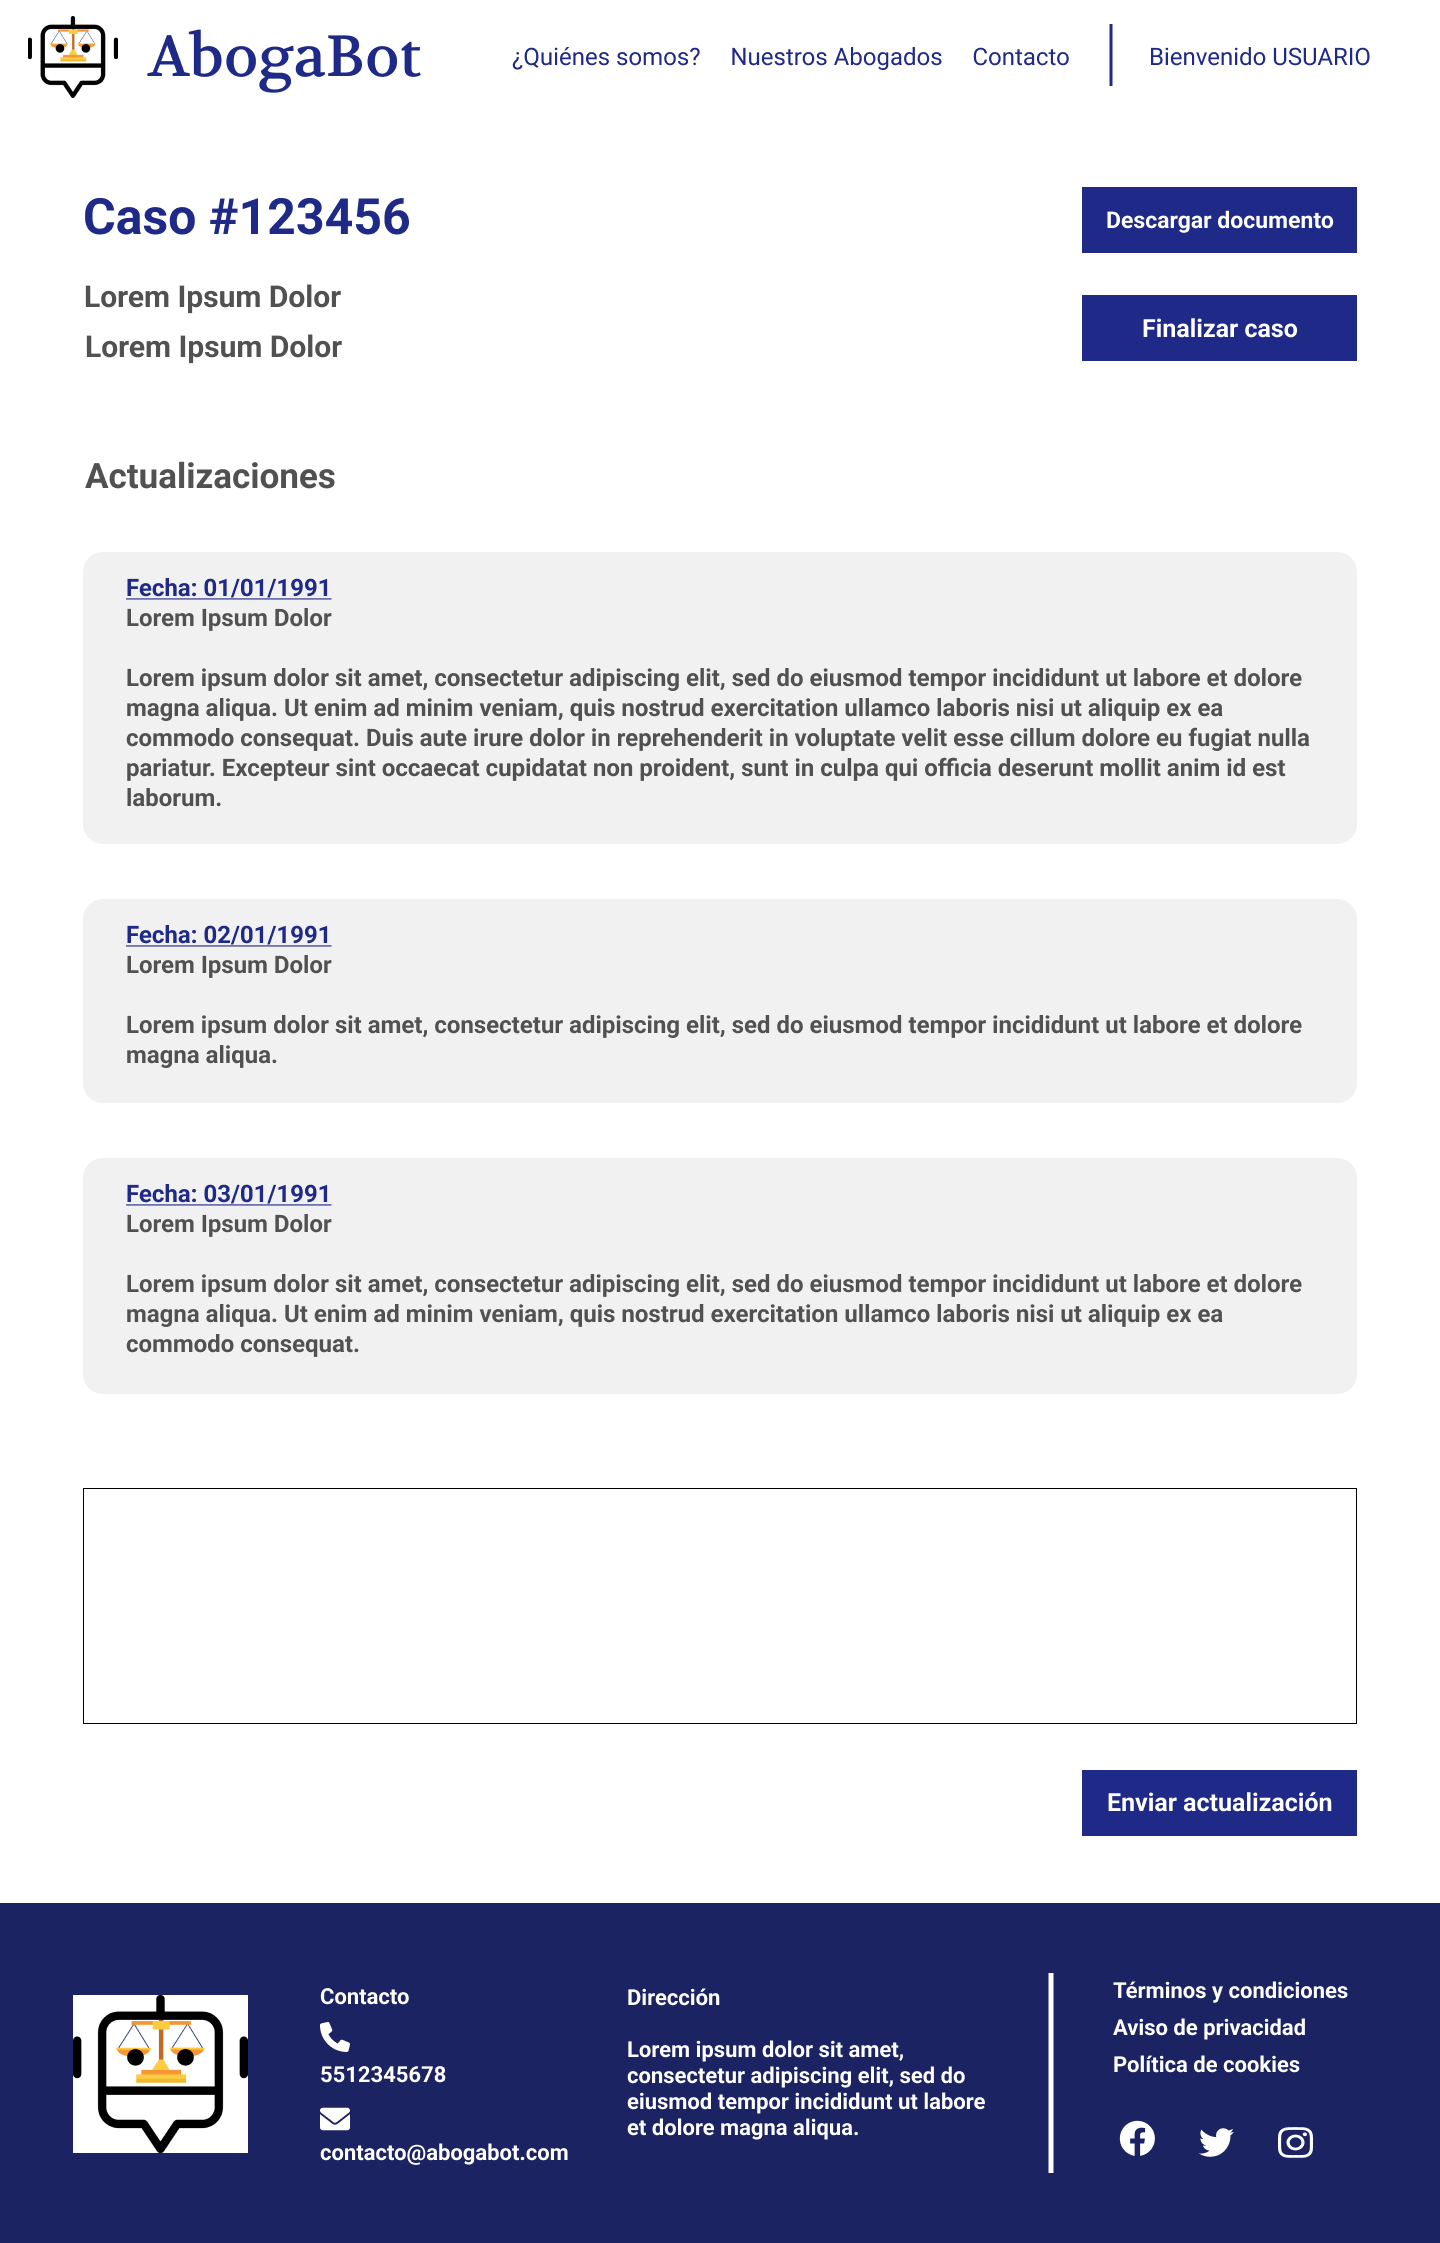 AbogaBot
¿Quiénes somos?
Nuestros Abogados
Contacto
Bienvenido USUARIO
Caso #123456
Descargar documento
Lorem Ipsum Dolor
Finalizar caso
Lorem Ipsum Dolor
Actualizaciones
Fecha: 01/01/1991
Lorem Ipsum Dolor
Lorem ipsum dolor sit amet, consectetur adipiscing elit, sed do eiusmod tempor incididunt ut labore et dolore
magna aliqua. Ut enim ad minim veniam, quis nostrud exercitation ullamco laboris nisi ut aliquip ex ea
commodo consequat. Duis aute irure dolor in reprehenderit in voluptate velit esse cillum dolore eu fugiat nulla
pariatur. Excepteur sint occaecat cupidatat non proident, sunt in culpa qui officia deserunt mollit anim id est
laborum.
Fecha: 02/01/1991
Lorem Ipsum Dolor
Lorem ipsum dolor sit amet, consectetur adipiscing elit, sed do eiusmod tempor incididunt ut labore et dolore
magna aliqua.
Fecha: 03/01/1991
Lorem Ipsum Dolor
Lorem ipsum dolor sit amet, consectetur adipiscing elit, sed do eiusmod tempor incididunt ut labore et dolore
magna aliqua. Ut enim ad minim veniam, quis nostrud exercitation ullamco laboris nisi ut aliquip ex ea
commodo consequat.
Enviar actualización
Contacto
5512345678
contacto@abogabot.com
Dirección
Lorem ipsum dolor sit amet,
consectetur adipiscing elit, sed do
eiusmod tempor incididunt ut labore
et dolore magna aliqua.
Términos y condiciones
Aviso de privacidad
Política de cookies